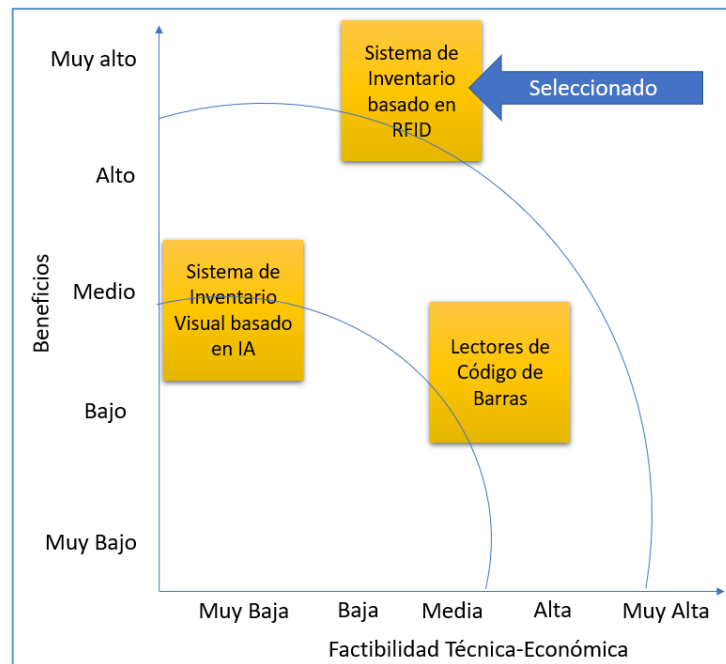 Muy alto
Sistema de
Inventario
basado en
RFID
Seleccionado
Alto
Beneficios
Medio
Sistema de
Inventario
Visual basado
en IA
Lectores de
Código de
Barras
Bajo
Muy Bajo
Muy Baja
Baja
Media
Alta
Muy Alta
Factibilidad Técnica-Económica